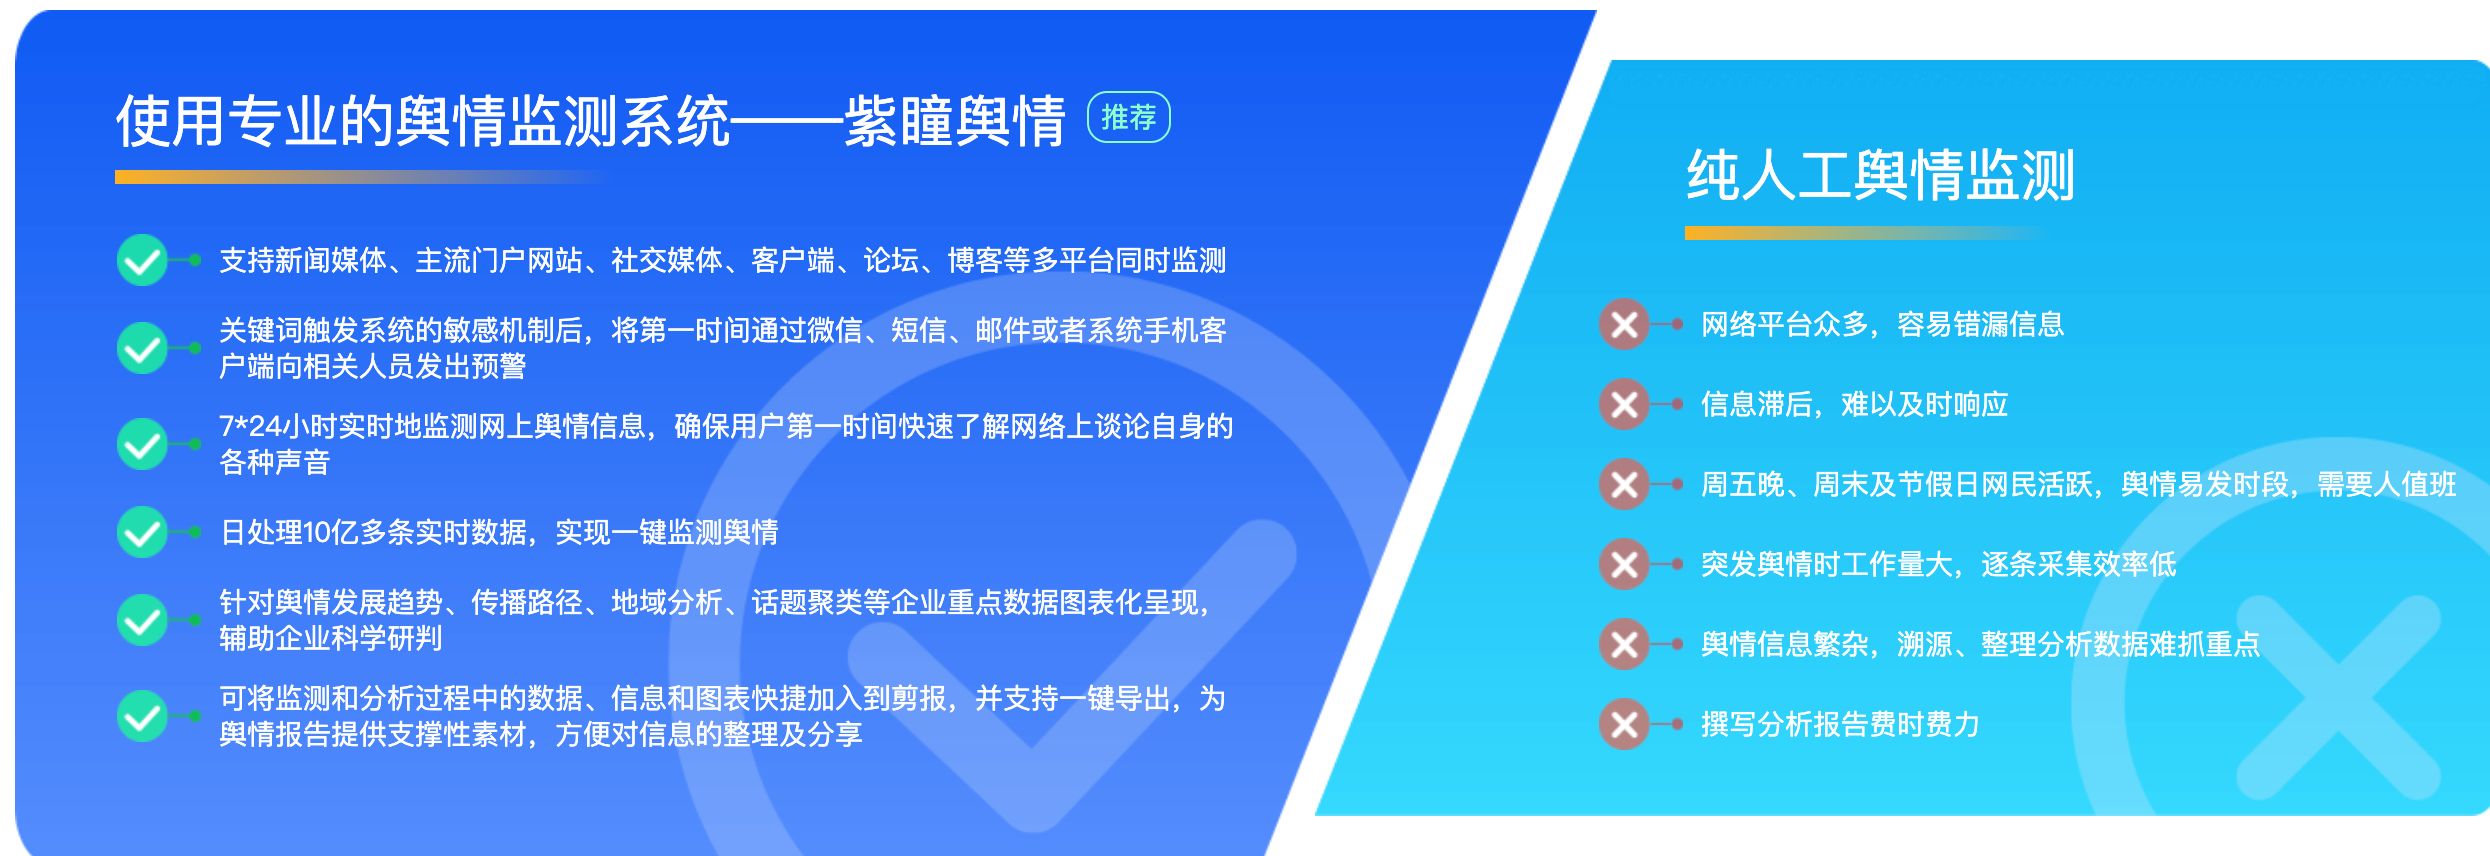 使用专业的舆情监测系统——紫瞳舆情
推荐
支持新闻媒体、主流门户网站、社交媒体、客户端、论坛、博客等多平台同时监测
关键词触发系统的敏感机制后，将第一时间通过微信、短信、邮件或者系统手机客
户端向相关人员发出预警
7*24小时实时地监测网上舆情信息，确保用户第一时间快速了解网络上谈论自身的
各种声音
日处理10亿多条实时数据，实现一键监测舆情
针对舆情发展趋势、传播路径、地域分析、话题聚类等企业重点数据图表化呈现，
辅助企业科学研判
可将监测和分析过程中的数据、信息和图表快捷加入到剪报，并支持一键导出，为
舆情报告提供支撑性素材，方便对信息的整理及分享
纯人工舆情监测
网络平台众多，容易错漏信息
信息滞后，难以及时响应
周五晚、周末及节假日网民活跃，舆情易发时段，需要人值班
突发舆情时工作量大，逐条采集效率低
舆情信息繁杂，溯源、整理分析数据难抓重点
撰写分析报告费时费力